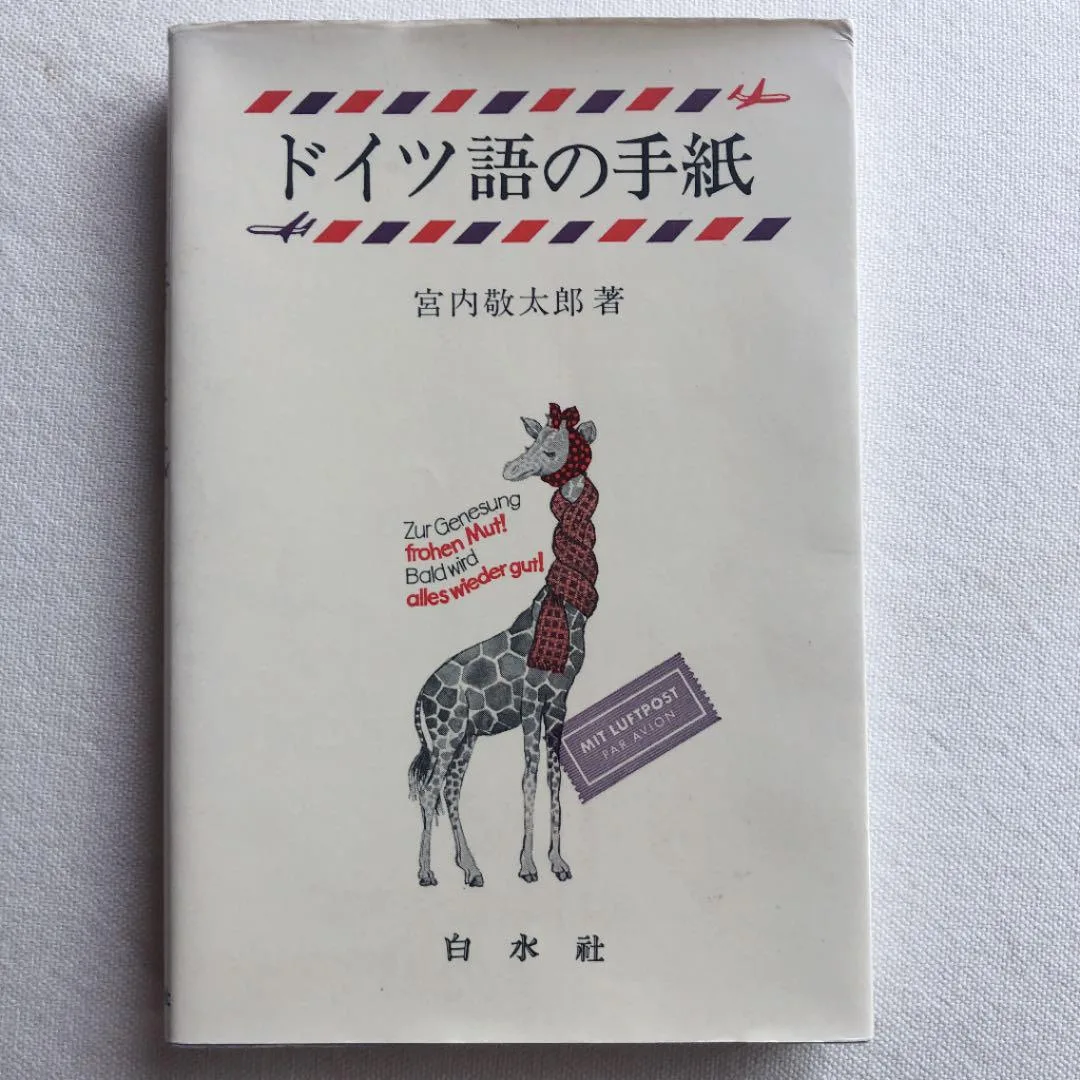 ドイツ語の手紙
宮内敬太郎 著
Zur Genesung
frohen Mut!
Bald wird
alles wieder gut!
MIT LUFTPOST
PAR AVION
白水社